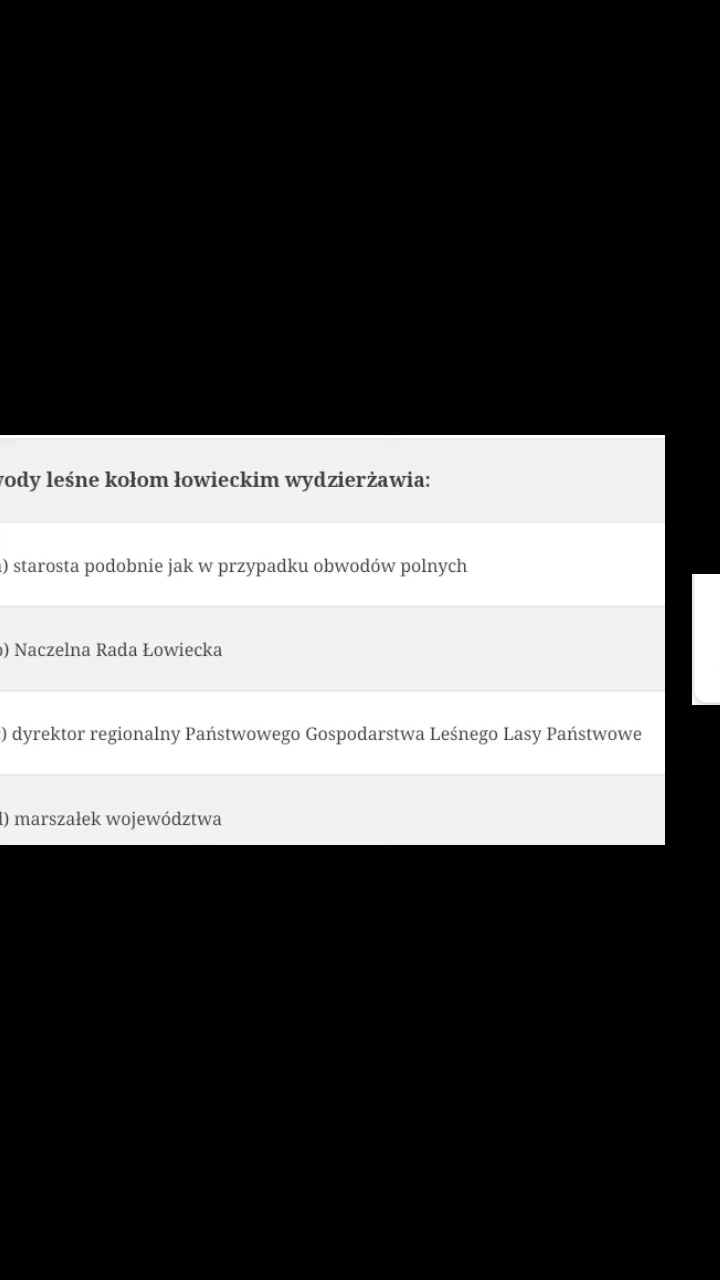 wody leśne kołom łowieckim wydzierżawia:
a) starosta podobnie jak w przypadku obwodów polnych
b) Naczelna Rada Łowiecka
c) dyrektor regionalny Państwowego Gospodarstwa Leśnego Lasy Państwowe
d) marszałek województwa